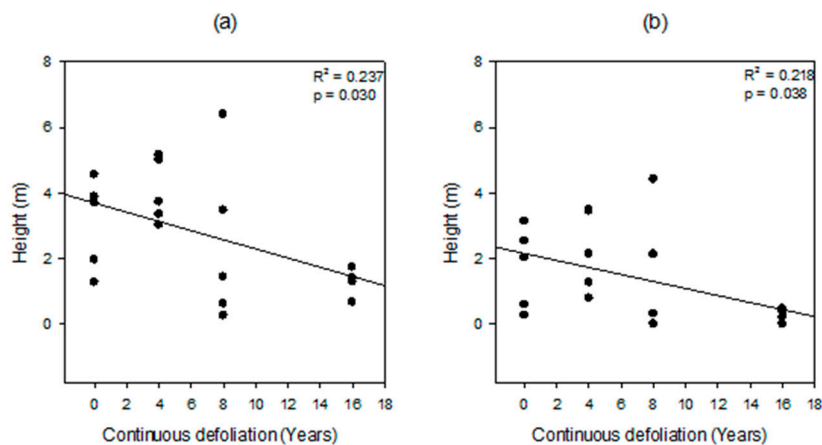 (a)
R² = 0.237
p = 0.030
8
6
4
2
0
Height (m)
0 2 4 6 8 10 12 14 16 18
Continuous defoliation (Years)
(b)
R² = 0.218
p = 0.038
8
6
4
2
0
Height (m)
0 2 4 6 8 10 12 14 16 18
Continuous defoliation (Years)